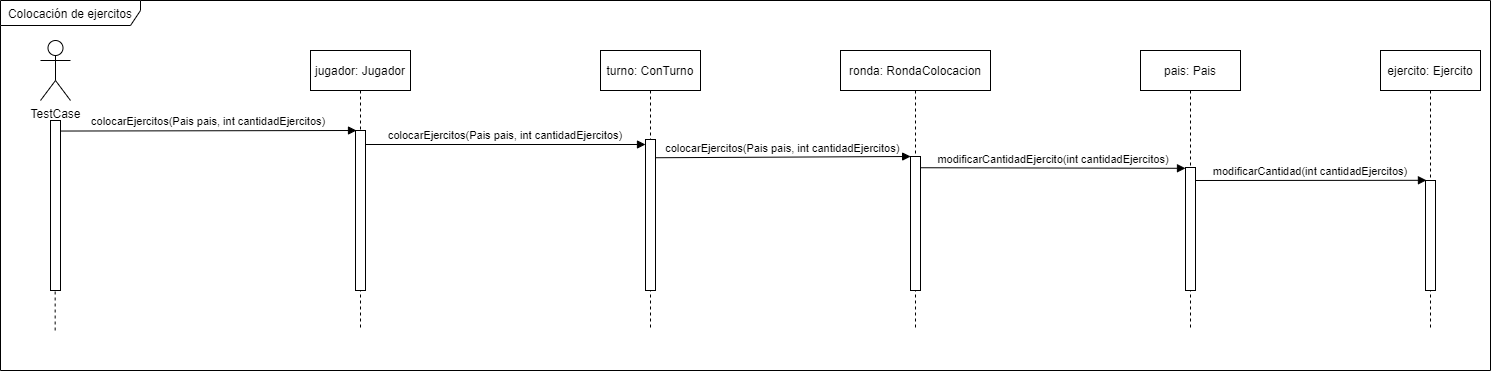 Colocación de ejercitos
TestCase
jugador: Jugador
turno: ConTurno
ronda: RondaColocacion
pais: Pais
ejercito: Ejercito
colocarEjercitos(Pais pais, int cantidadEjercitos)
colocarEjercitos(Pais pais, int cantidadEjercitos)
colocarEjercitos(Pais pais, int cantidadEjercitos)
modificarCantidadEjercito(int cantidadEjercitos)
modificarCantidad(int cantidadEjercitos)